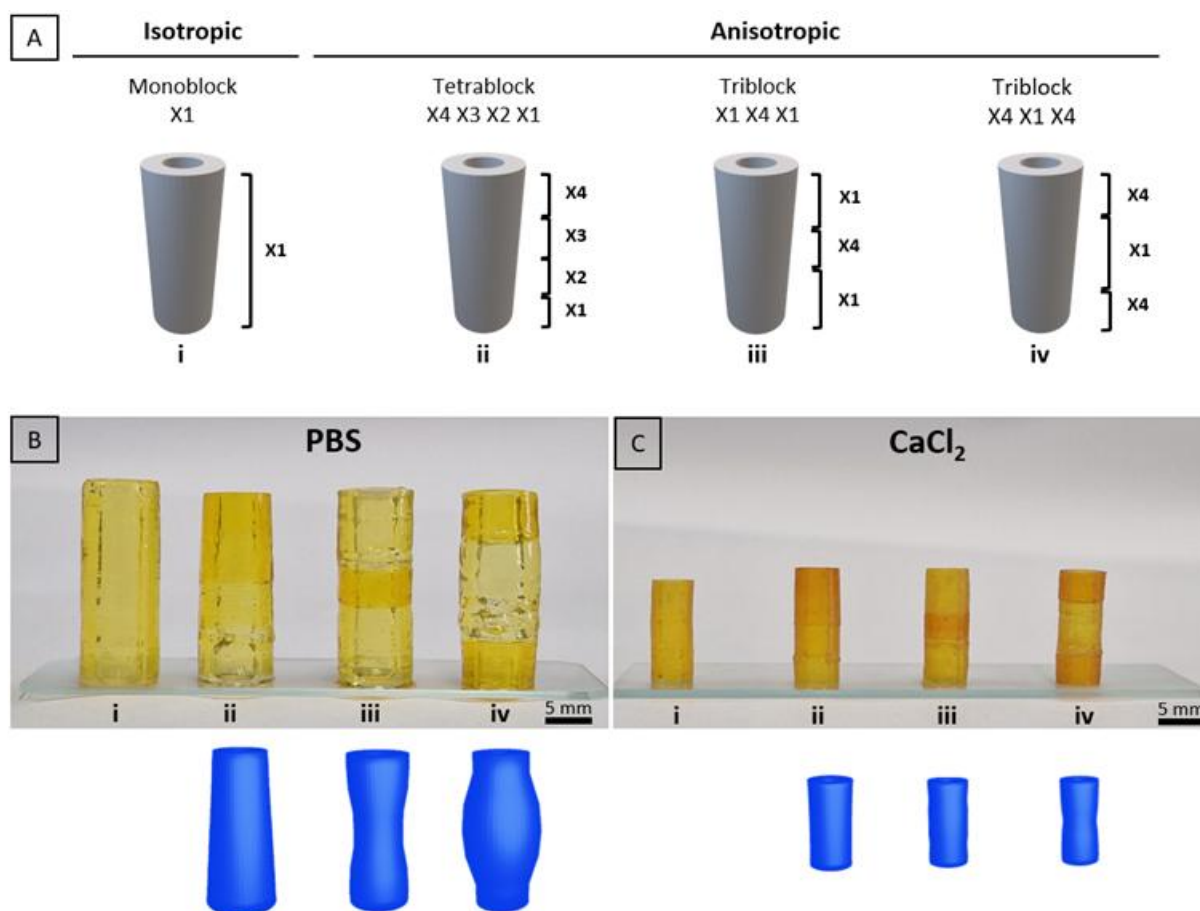 A
Isotropic
Anisotropic
Monoblock
X1
Tetrablock
X4 X3 X2 X1
Triblock
X1 X4 X1
Triblock
X4 X1 X4
X1
X4
X3
X2
X1
X1
X4
X1
X4
X1
X4
i
ii
iii
iv
B
PBS
i
ii
iii
iv
5 mm
C
CaCl₂
i
ii
iii
iv
5 mm